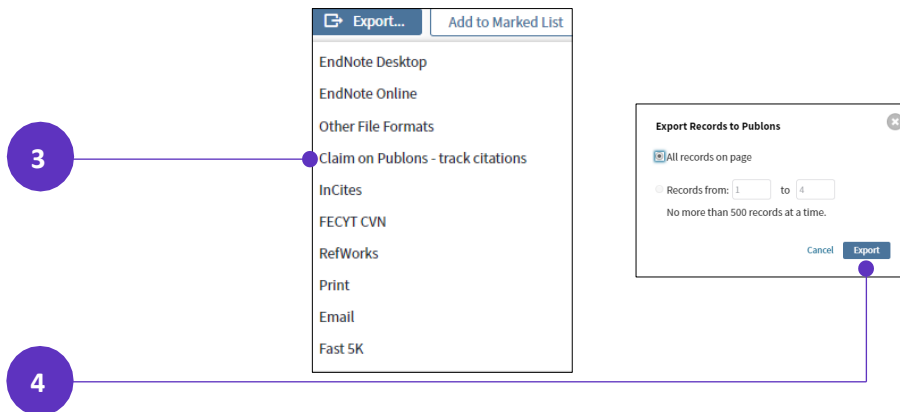 Export... Add to Marked List
EndNote Desktop
EndNote Online
Other File Formats
3
Claim on Publons - track citations
InCites
FECYT CVN
RefWorks
Print
Email
Fast 5K
Export Records to Publons
All records on page
Records from: 1 to 4
No more than 500 records at a time.
Cancel Export
4